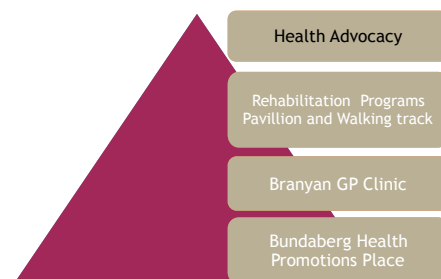 Health Advocacy
Rehabilitation Programs
Pavillion and Walking track
Branyan GP Clinic
Bundaberg Health
Promotions Place